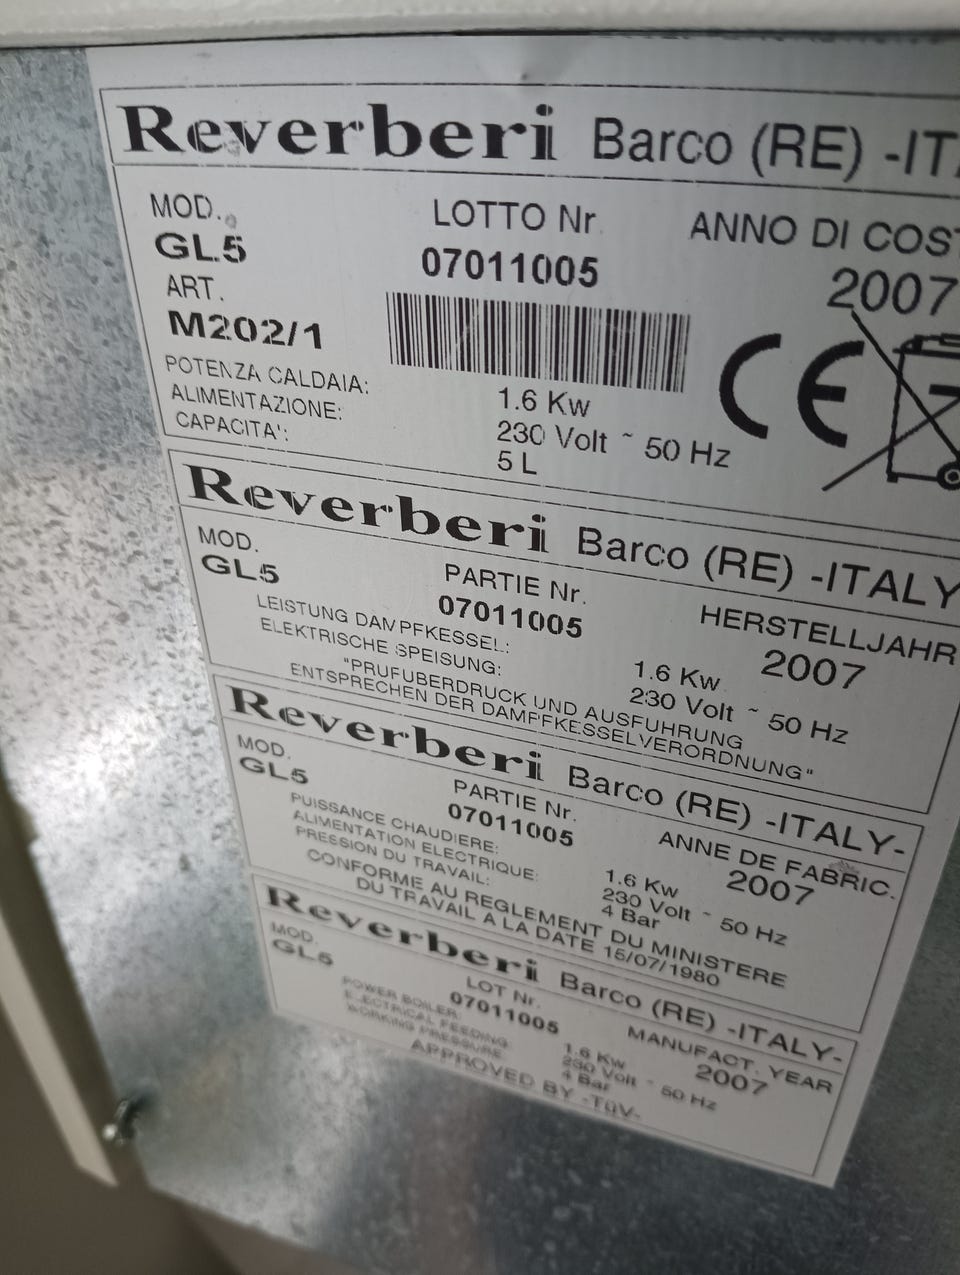 Reverberi Barco (RE) -ITA
MOD. LOTTO Nr. ANNO DI COST
GL5 07011005 2007
ART.
M202/1
CE
POTENZA CALDAIA: 1.6 Kw
ALIMENTAZIONE: 230 Volt ~ 50 Hz
CAPACITA': 5 L
Reverberi Barco (RE) -ITALY
MOD. PARTIE Nr. HERSTELLJAHR
GL5 07011005 2007
LEISTUNG DAMPFKESSEL: 1.6 Kw
ELEKTRISCHE SPEISUNG: 230 Volt ~ 50 Hz
"PRUFUBERDRUCK UND AUSFUHRUNG
ENTSPRECHEN DER DAMPFKESSELVERORDNUNG"
Reverberi Barco (RE) -ITALY-
MOD. PARTIE Nr. ANNE DE FABRIC.
GL5 07011005 2007
PUISSANCE CHAUDIERE: 1.6 Kw
ALIMENTATION ELECTRIQUE: 230 Volt ~ 50 Hz
PRESSION DU TRAVAIL: 4 Bar
CONFORME AU REGLEMENT DU MINISTERE
DU TRAVAIL A LA DATE 15/07/1980
Reverberi Barco (RE) -ITALY-
MOD. LOT Nr. MANUFACT. YEAR
GL5 07011005 2007
POWER BOILER: 1.6 Kw
ELECTRICAL FEEDING: 230 Volt ~ 50 Hz
WORKING PRESSURE: 4 Bar
APPROVED BY -TüV-